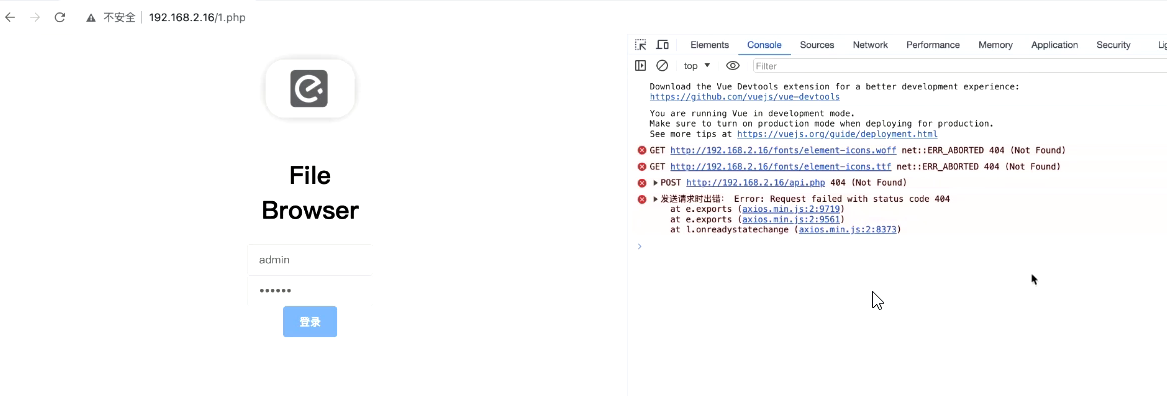 不安全 192.168.2.16/1.php
File
Browser
admin
••••••
登录
Elements Console Sources Network Performance Memory Application Security Lig
top Filter
Download the Vue Devtools extension for a better development experience:
https://github.com/vuejs/vue-devtools
You are running Vue in development mode.
Make sure to turn on production mode when deploying for production.
See more tips at https://vuejs.org/guide/deployment.html
GET http://192.168.2.16/fonts/element-icons.woff net::ERR_ABORTED 404 (Not Found)
GET http://192.168.2.16/fonts/element-icons.ttf net::ERR_ABORTED 404 (Not Found)
POST http://192.168.2.16/api.php 404 (Not Found)
发送请求时出错： Error: Request failed with status code 404
at e.exports (axios.min.js:2:9719)
at e.exports (axios.min.js:2:9561)
at l.onreadystatechange (axios.min.js:2:8373)